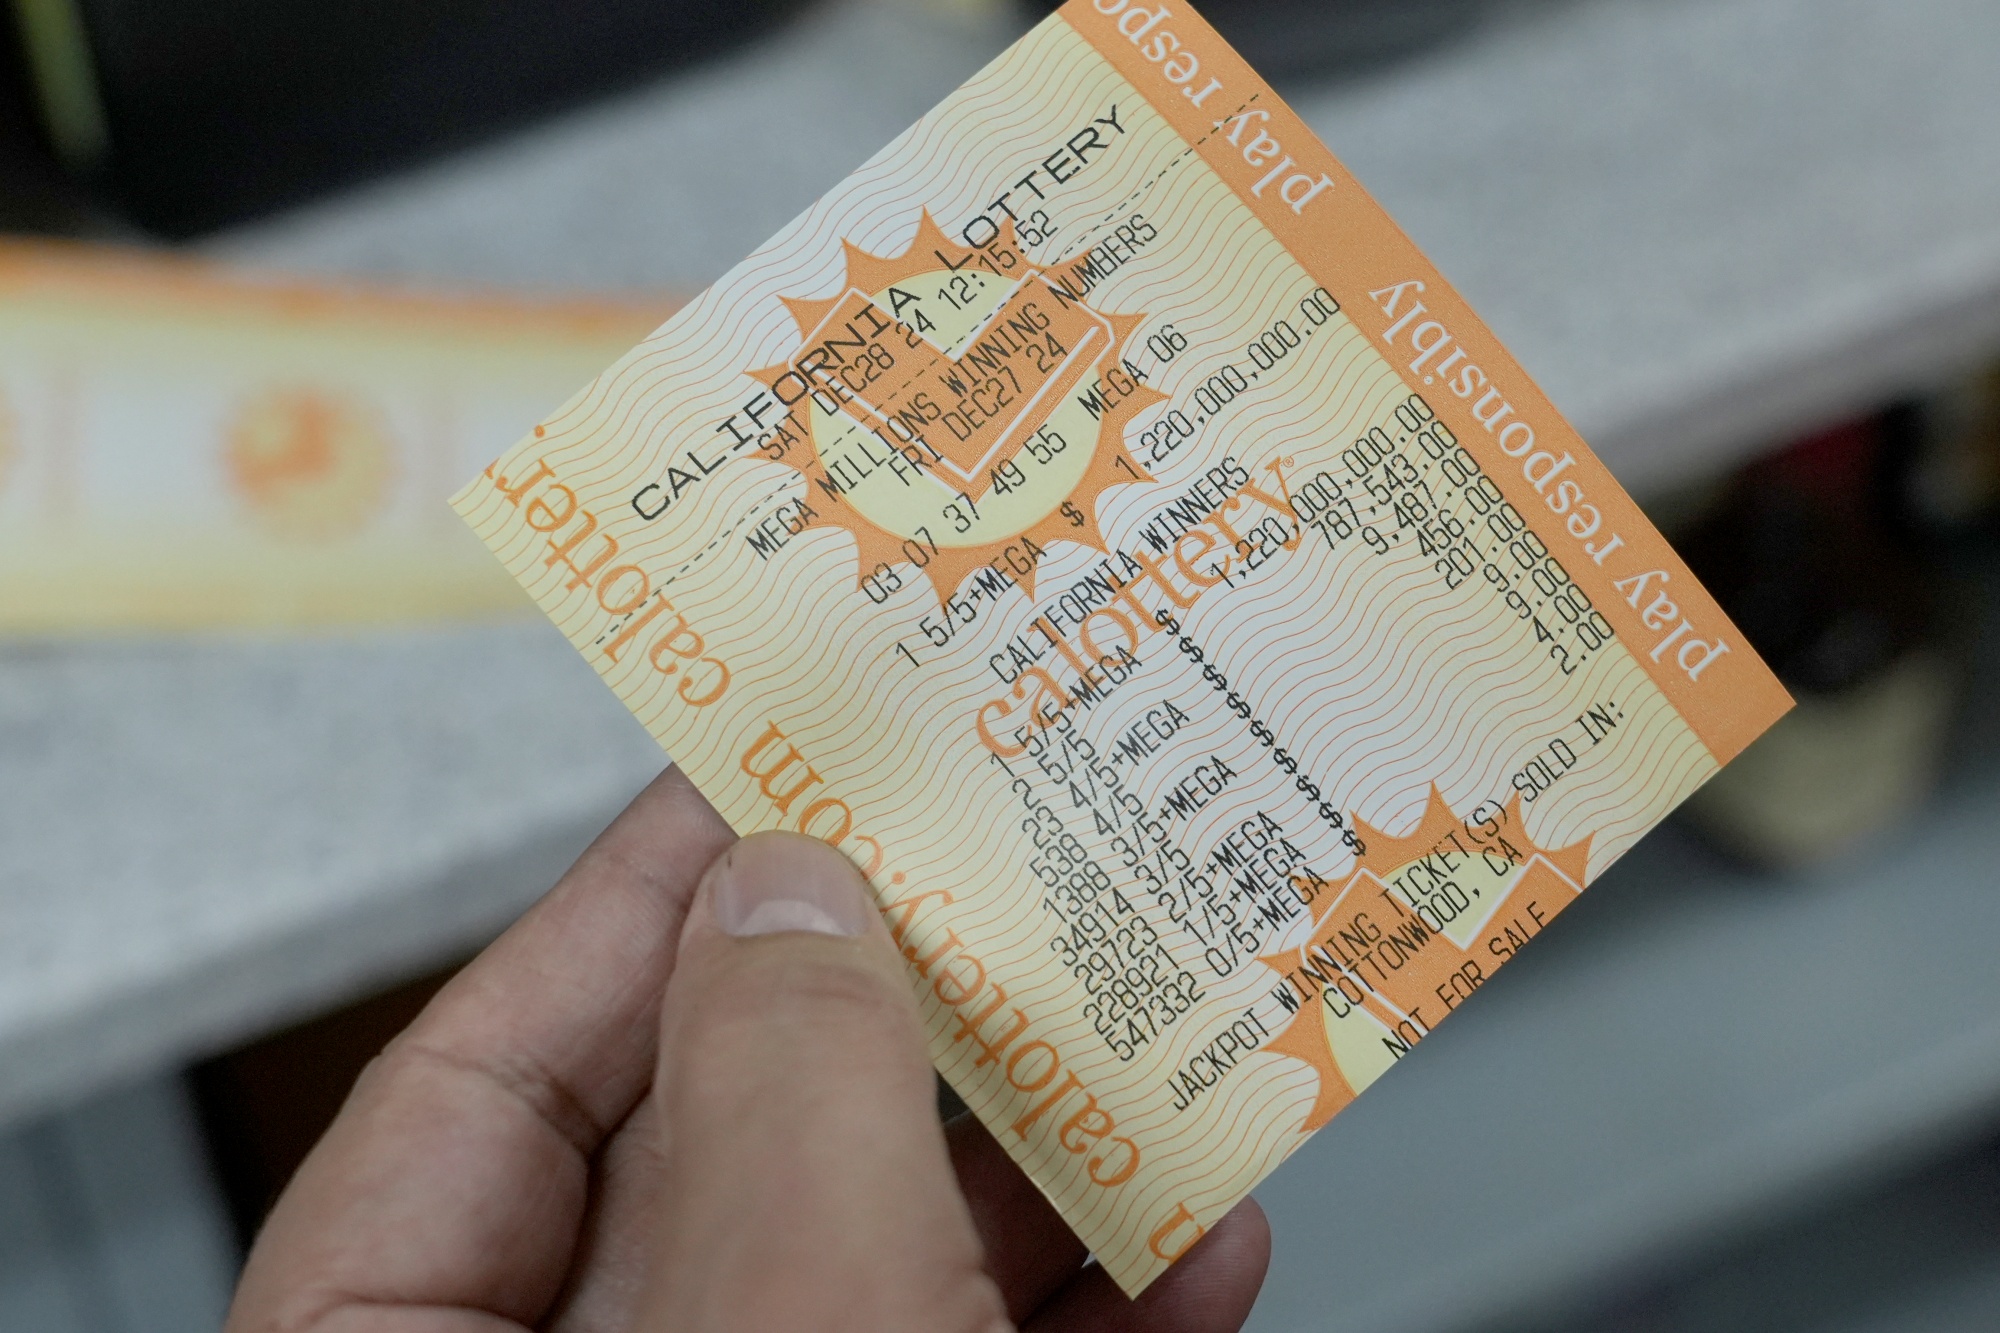 CALIFORNIA LOTTERY
SAT DEC28 24 12:15:52
MEGA MILLIONS WINNING NUMBERS
FRI DEC27 24
03 07 37 49 55 MEGA 06
1 5/5+MEGA $ 1,220,000,000.00
CALIFORNIA WINNERS
1 5/5+MEGA $ 1,220,000,000.00
2 5/5 $ 787,543.00
23 4/5+MEGA $ 9,487.00
538 4/5 $ 456.00
1388 3/5+MEGA $ 201.00
34914 3/5 $ 9.00
29723 2/5+MEGA $ 9.00
228921 1/5+MEGA $ 4.00
547332 0/5+MEGA $ 2.00
JACKPOT WINNING TICKET(S) SOLD IN:
COTTONWOOD, CA
NOT FOR SALE
calottery®
play respo
play responsibly
calotter
calottery.com